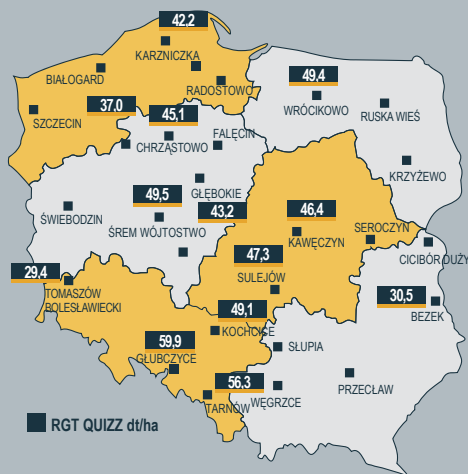 42,2
KARZNICZKA
BIAŁOGARD
RADOSTOWO
49,4
WRÓCIKOWO
RUSKA WIEŚ
37,0
SZCZECIN
45,1
FALĘCIN
CHRZĄSTOWO
KRZYŻEWO
GŁĘBOKIE
49,5
43,2
46,4
ŚWIEBODZIN
ŚREM WÓJTOSTWO
SEROCZYN
KAWĘCZYN
CICIBÓR DUŻY
47,3
SULEJÓW
29,4
TOMASZÓW
BOLESŁAWIECKI
30,5
BEZEK
49,1
KOCHCICE
59,9
GŁUBCZYCE
SŁUPIA
56,3
WĘGRZCE
PRZECŁAW
TARNÓW
RGT QUIZZ dt/ha